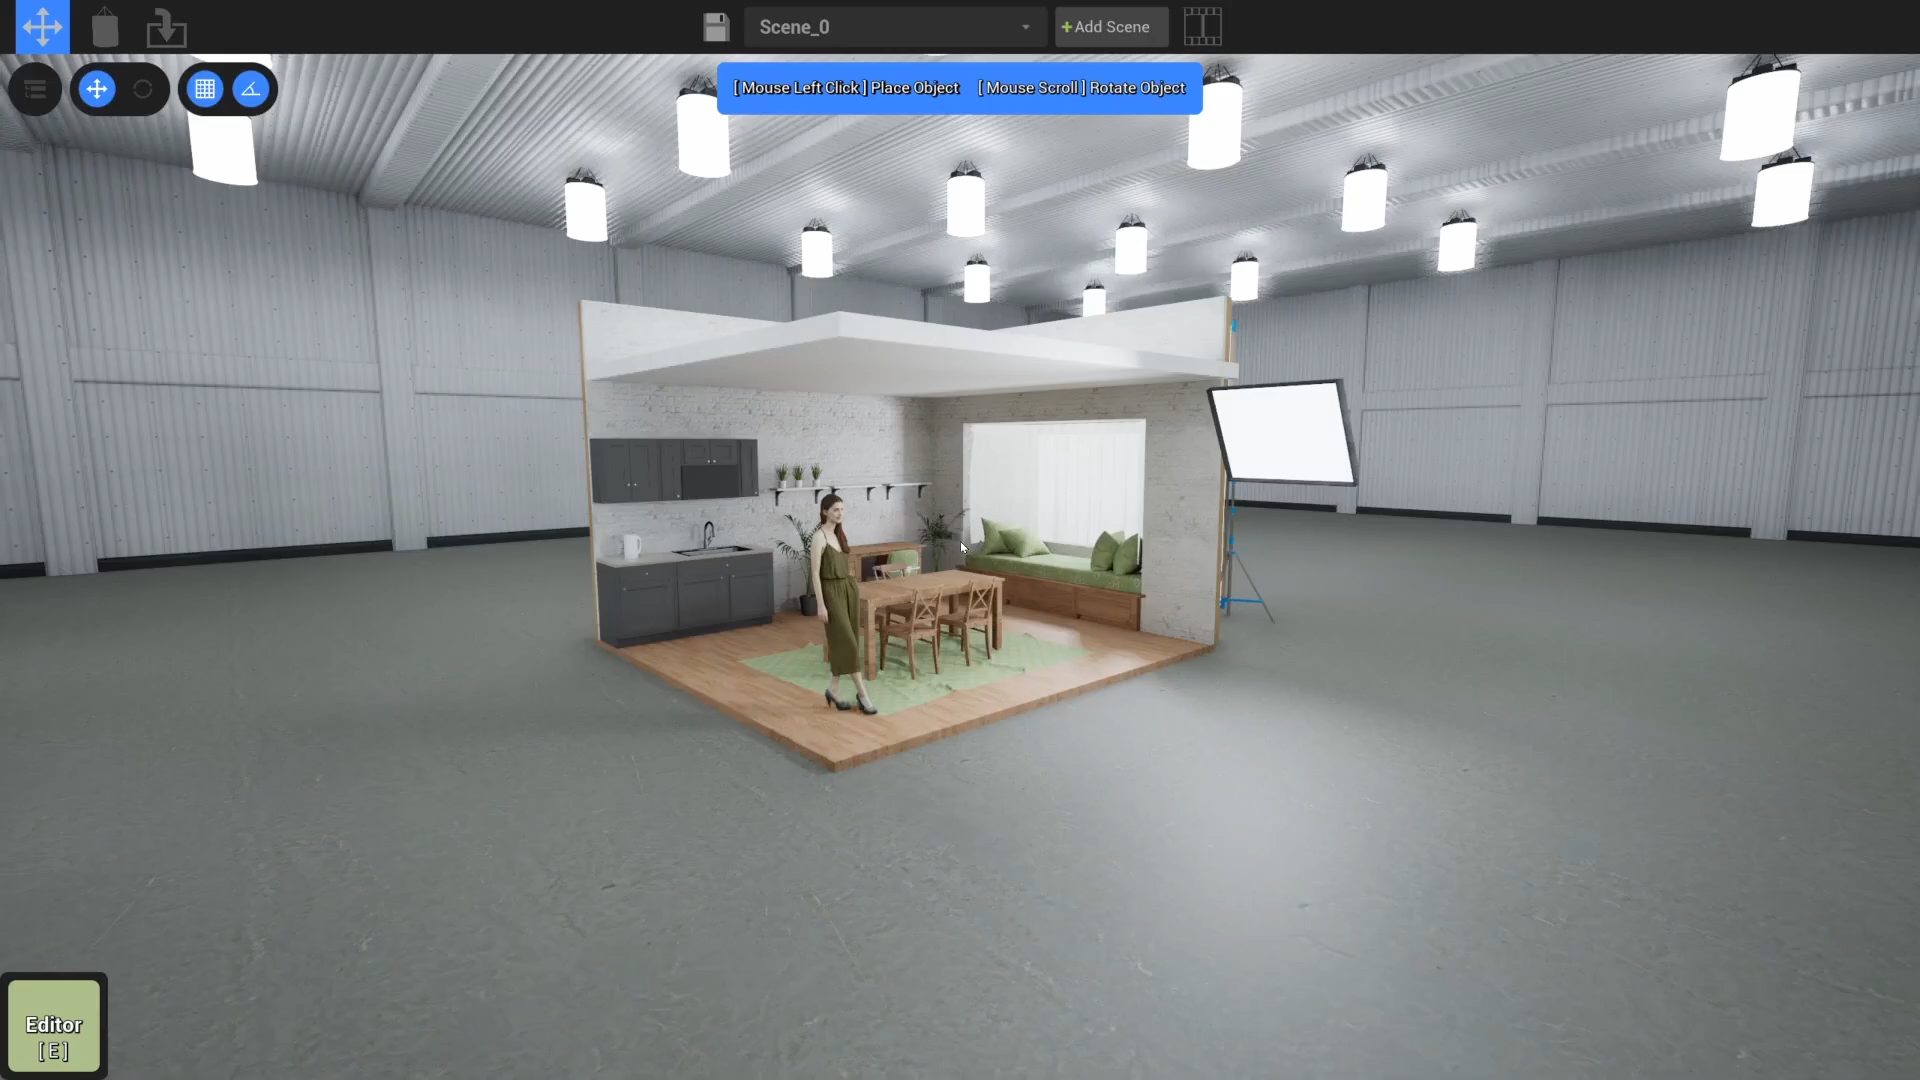 Scene_0
+Add Scene
[ Mouse Left Click ] Place Object [ Mouse Scroll ] Rotate Object
Editor
[ E ]